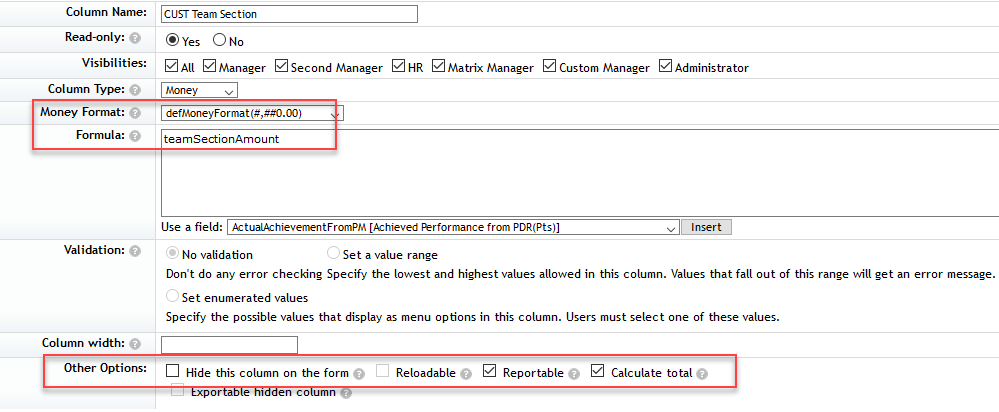 Column Name: CUST Team Section
Read-only: ? Yes No
Visibilities: ? All Manager Second Manager HR Matrix Manager Custom Manager Administrator
Column Type: Money
Money Format: ? defMoneyFormat(#,##0.00)
Formula: ? teamSectionAmount
Use a field: ActualAchievementFromPM [Achieved Performance from PDR(Pts)] Insert
Validation: ? No validation Set a value range
Don't do any error checking Specify the lowest and highest values allowed in this column. Values that fall out of this range will get an error message.
Set enumerated values
Specify the possible values that display as menu options in this column. Users must select one of these values.
Column width:
Other Options: Hide this column on the form ? Reloadable ? Reportable ? Calculate total ?
Exportable hidden column ?